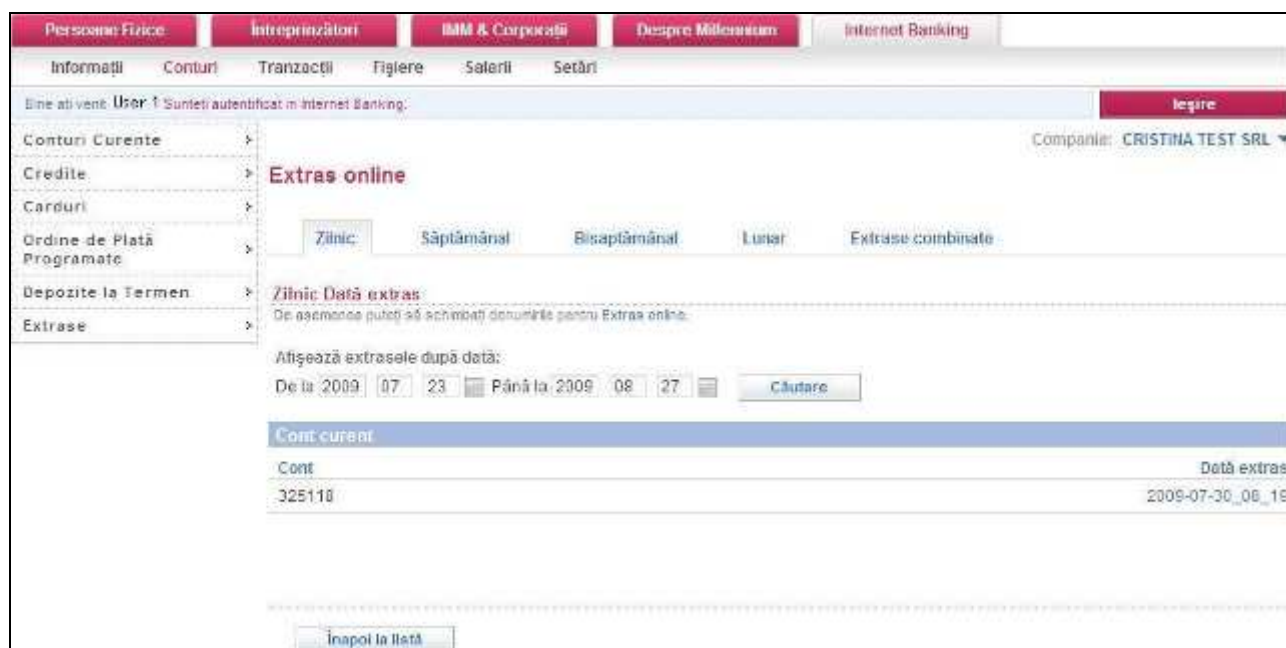 Persoane Fizice Întreprinzători IMM & Corporații Despre Millennium Internet Banking
Informații Conturi Tranzacții Fișiere Salarii Setări
Bine ati venit User 1 Sunteti autentificat in Internet Banking. Ieșire
Companie: CRISTINA TEST SRL
Conturi Curente
Credite
Carduri
Ordine de Plată
Programate
Depozite la Termen
Extrase
Extras online
Zilnic Săptămânal Bisaptămânal Lunar Extrase combinate
Zilnic Dată extras
De asemenea puteți să schimbați denumirile pentru Extras online.
Afișează extrasele după dată:
De la 2009 07 23 Până la 2009 08 27 Căutare
Cont curent
Cont Dată extras
325118 2009-07-30_08_19
Înapoi la listă